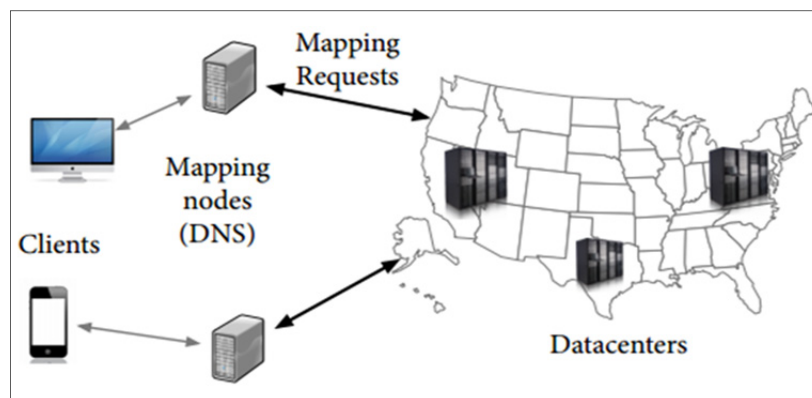 Mapping
Requests
Mapping
nodes
(DNS)
Clients
Datacenters